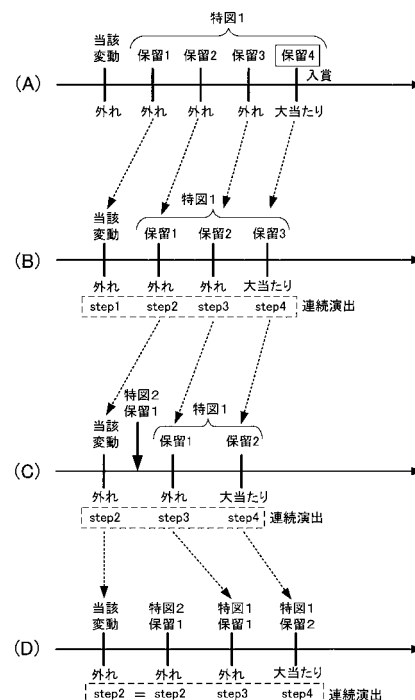 特図1
当該
変動
保留1 保留2 保留3 保留4
入賞
(A)
外れ 外れ 外れ 外れ 大当たり
特図1
当該
変動
保留1 保留2 保留3
(B)
外れ 外れ 外れ 大当たり
step1 step2 step3 step4 連続演出
特図2
保留1
特図1
当該
変動
保留1 保留2
(C)
外れ 外れ 大当たり
step2 step3 step4 連続演出
当該 特図2 特図1 特図1
変動 保留1 保留1 保留2
(D)
外れ 外れ 外れ 大当たり
step2 = step2 step3 step4 連続演出